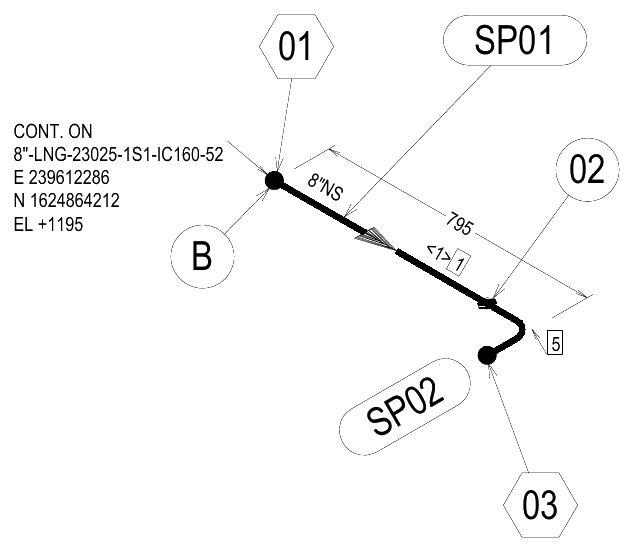 01
SP01
CONT. ON
8"-LNG-23025-1S1-IC160-52
E 239612286
N 1624864212
EL +1195
8"NS
02
795
B
<1> 1
5
SP02
03